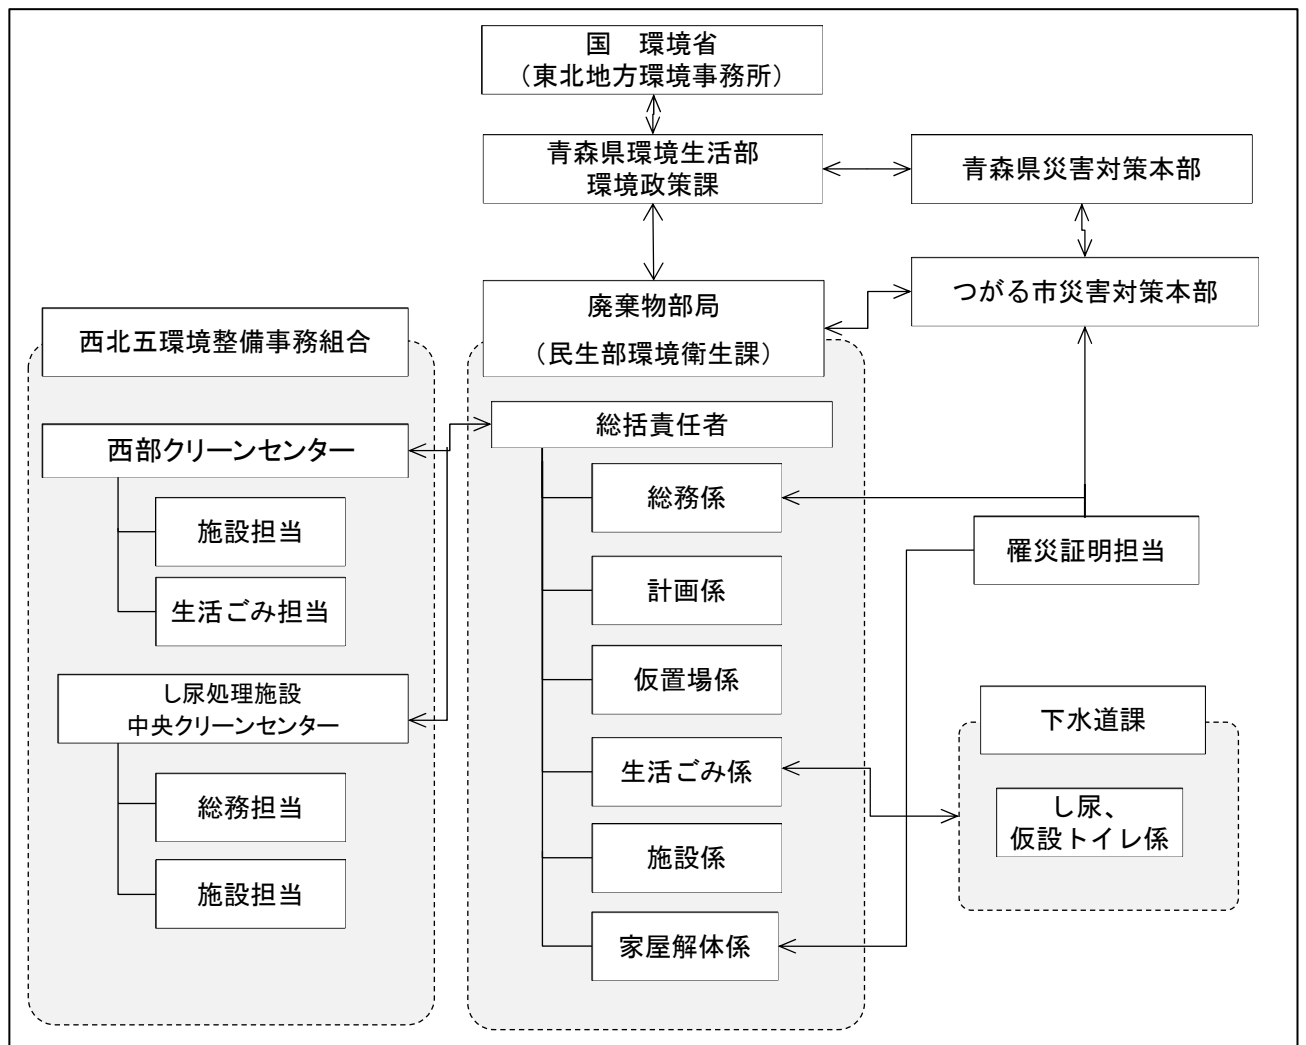 国　環境省
（東北地方環境事務所）
青森県環境生活部
環境政策課
青森県災害対策本部
つがる市災害対策本部
廃棄物部局
（民生部環境衛生課）
西北五環境整備事務組合
西部クリーンセンター
施設担当
生活ごみ担当
し尿処理施設
中央クリーンセンター
総務担当
施設担当
総括責任者
総務係
計画係
仮置場係
生活ごみ係
施設係
家屋解体係
罹災証明担当
下水道課
し尿、
仮設トイレ係